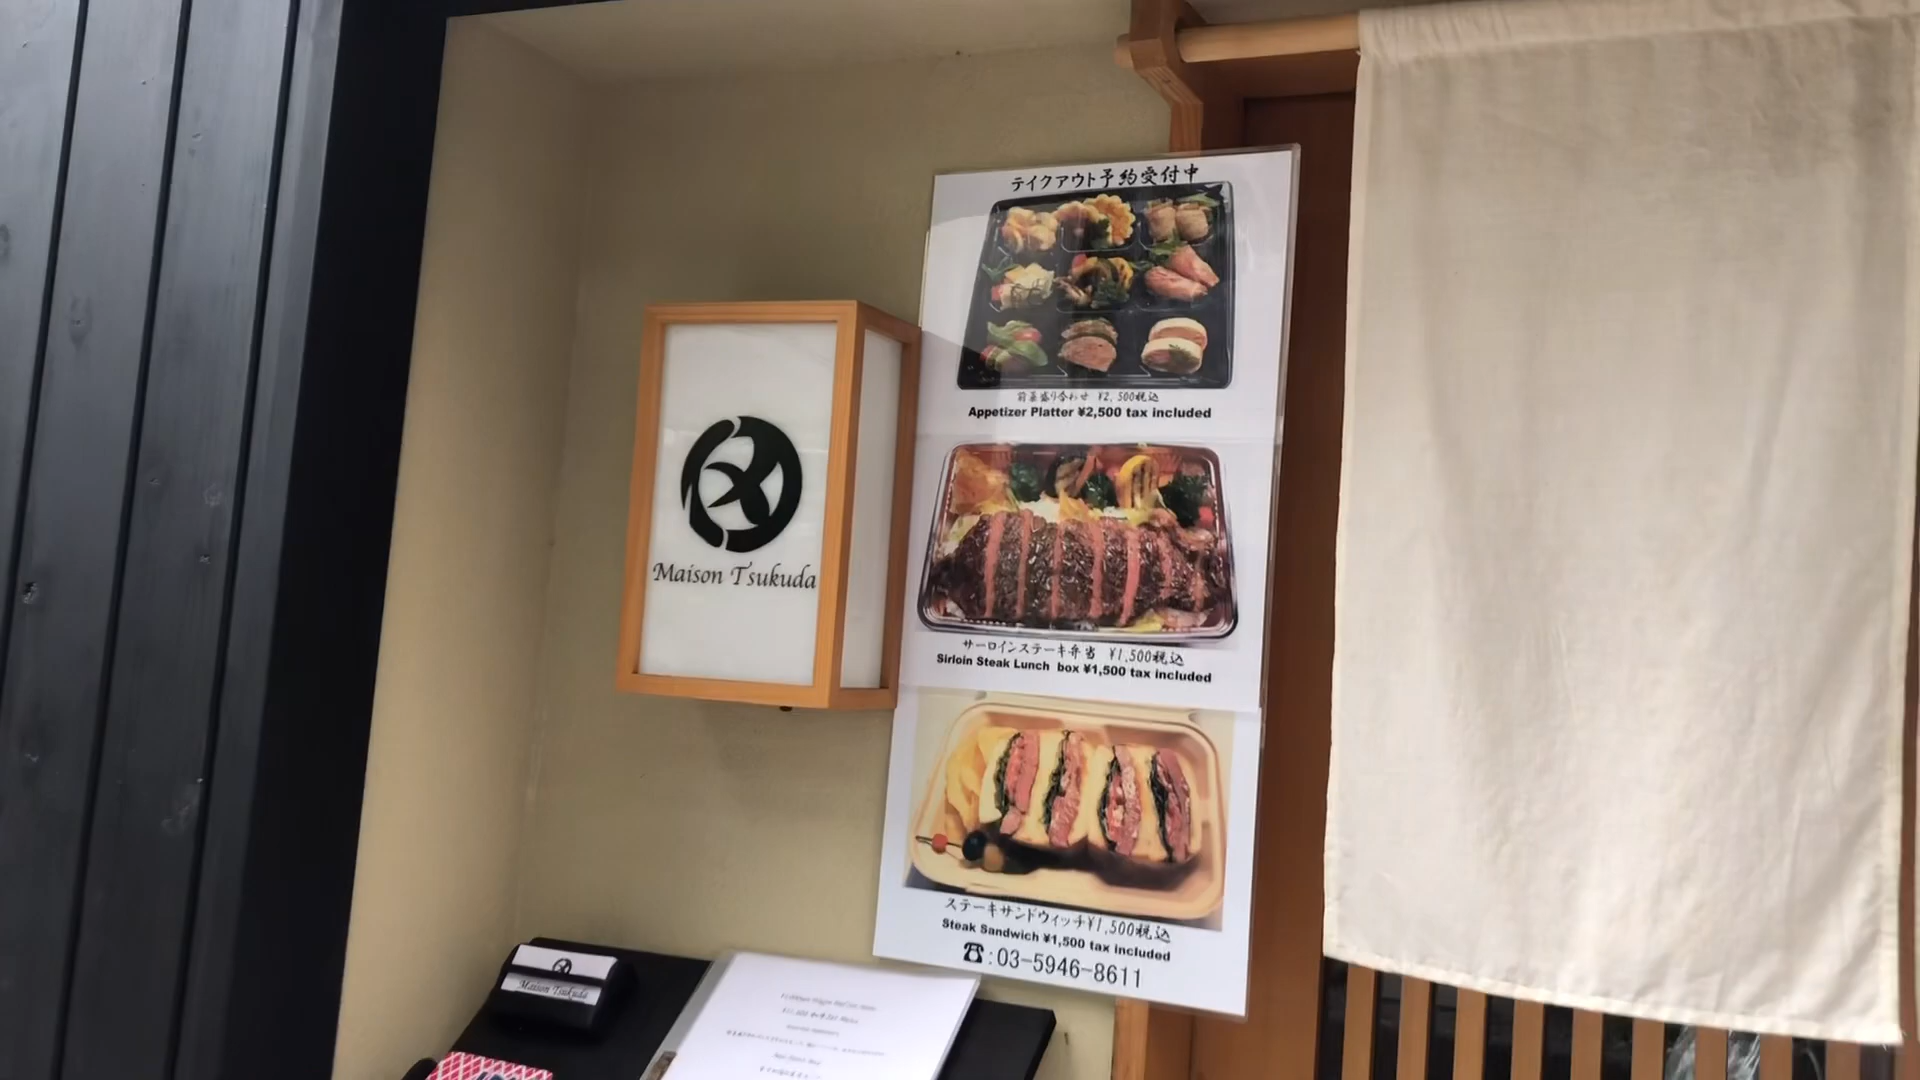 テイクアウト予約受付中
前菜盛り合わせ ¥2,500税込
Appetizer Platter ¥2,500 tax included
サーロインステーキ弁当 ¥1,500税込
Sirloin Steak Lunch box ¥1,500 tax included
ステーキサンドウィッチ¥1,500税込
Steak Sandwich ¥1,500 tax included
☎:03-5946-8611
Maison Tsukuda
Maison Tsukuda